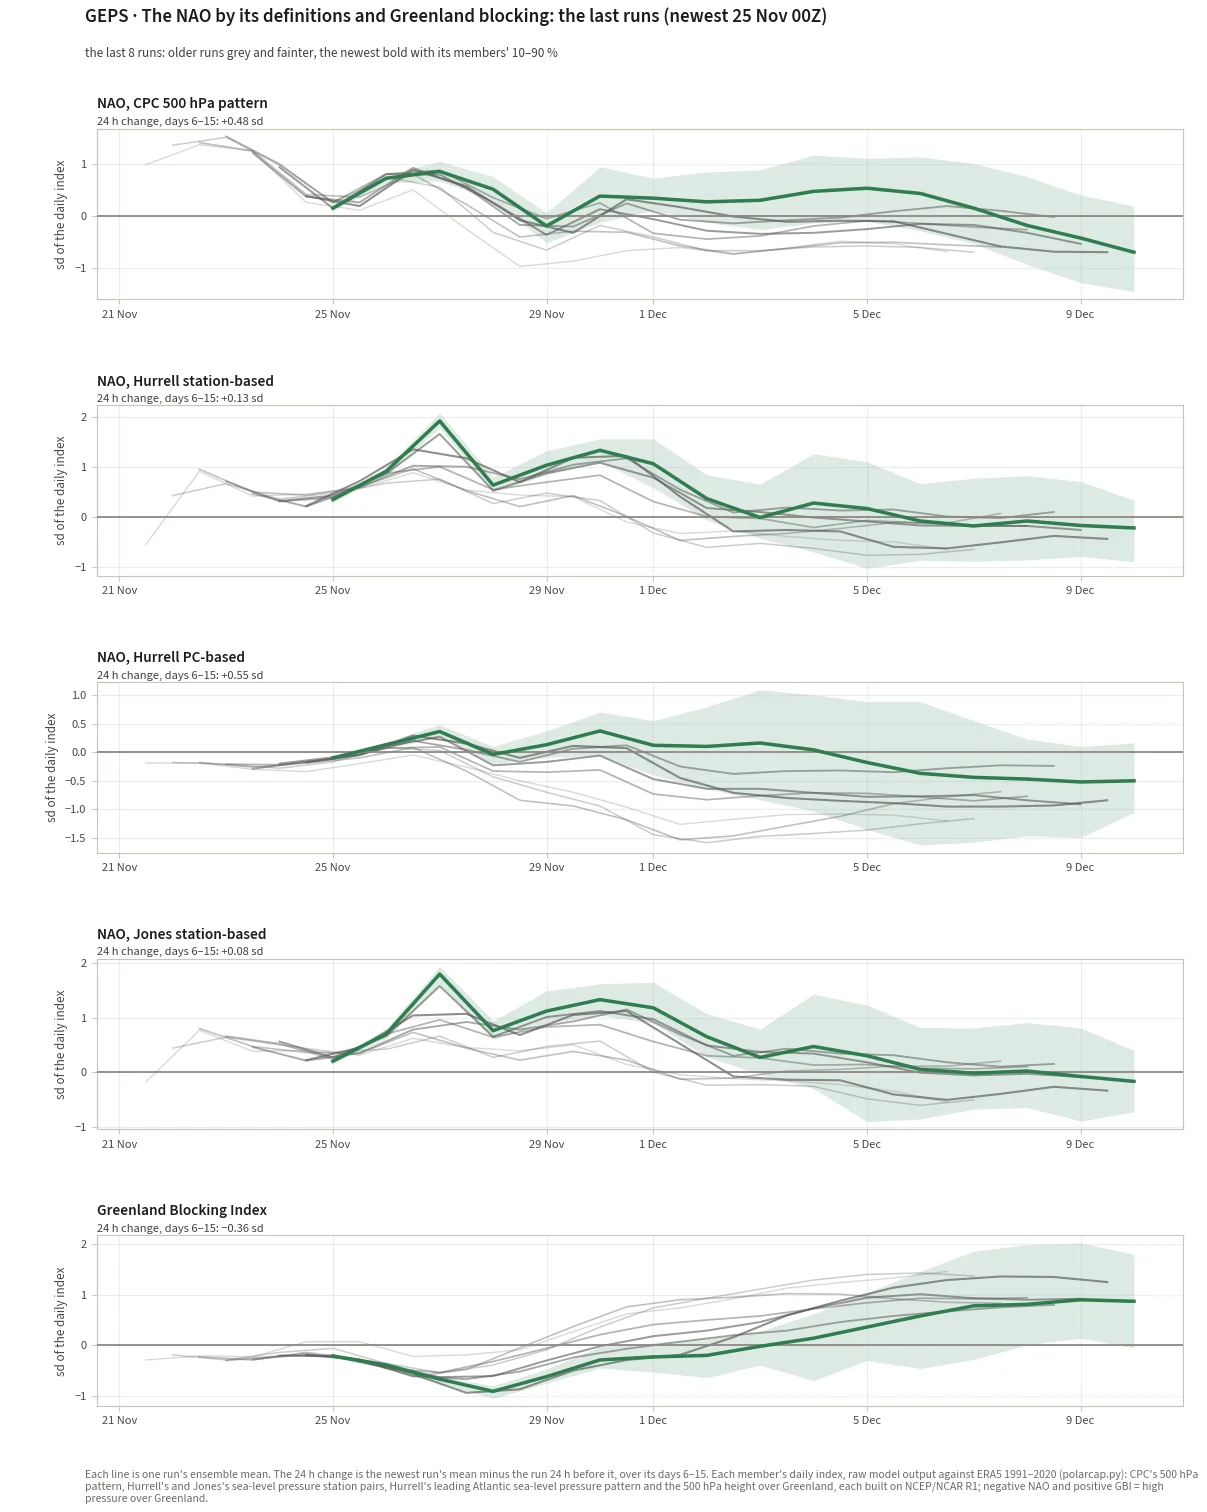 GEPS · The NAO by its definitions and Greenland blocking: the last runs (newest 25 Nov 00Z)
the last 8 runs: older runs grey and fainter, the newest bold with its members' 10–90 %
NAO, CPC 500 hPa pattern
24 h change, days 6–15: +0.48 sd
sd of the daily index
1
0
−1
21 Nov
25 Nov
29 Nov
1 Dec
5 Dec
9 Dec
NAO, Hurrell station-based
24 h change, days 6–15: +0.13 sd
sd of the daily index
2
1
0
−1
21 Nov
25 Nov
29 Nov
1 Dec
5 Dec
9 Dec
NAO, Hurrell PC-based
24 h change, days 6–15: +0.55 sd
sd of the daily index
1.0
0.5
0.0
−0.5
−1.0
−1.5
21 Nov
25 Nov
29 Nov
1 Dec
5 Dec
9 Dec
NAO, Jones station-based
24 h change, days 6–15: +0.08 sd
sd of the daily index
2
1
0
−1
21 Nov
25 Nov
29 Nov
1 Dec
5 Dec
9 Dec
Greenland Blocking Index
24 h change, days 6–15: −0.36 sd
sd of the daily index
2
1
0
−1
21 Nov
25 Nov
29 Nov
1 Dec
5 Dec
9 Dec
Each line is one run's ensemble mean. The 24 h change is the newest run's mean minus the run 24 h before it, over its days 6–15. Each member's daily index, raw model output against ERA5 1991–2020 (polarcap.py): CPC's 500 hPa
pattern, Hurrell's and Jones's sea-level pressure station pairs, Hurrell's leading Atlantic sea-level pressure pattern and the 500 hPa height over Greenland, each built on NCEP/NCAR R1; negative NAO and positive GBI = high
pressure over Greenland.